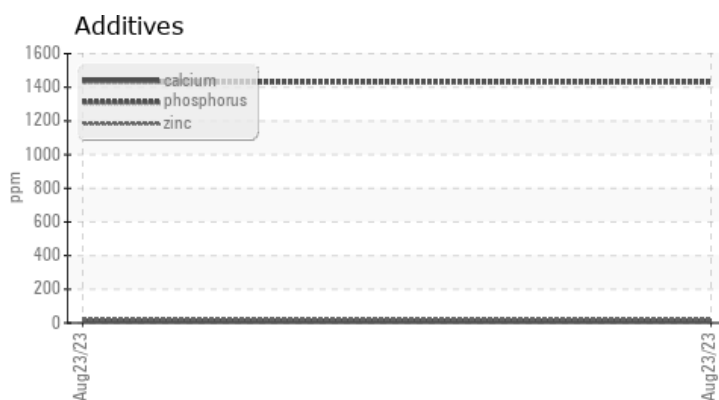 Additives
1600
1400
1200
1000
800
600
400
200
0
ppm
calcium
phosphorus
zinc
Aug23/23
Aug23/23